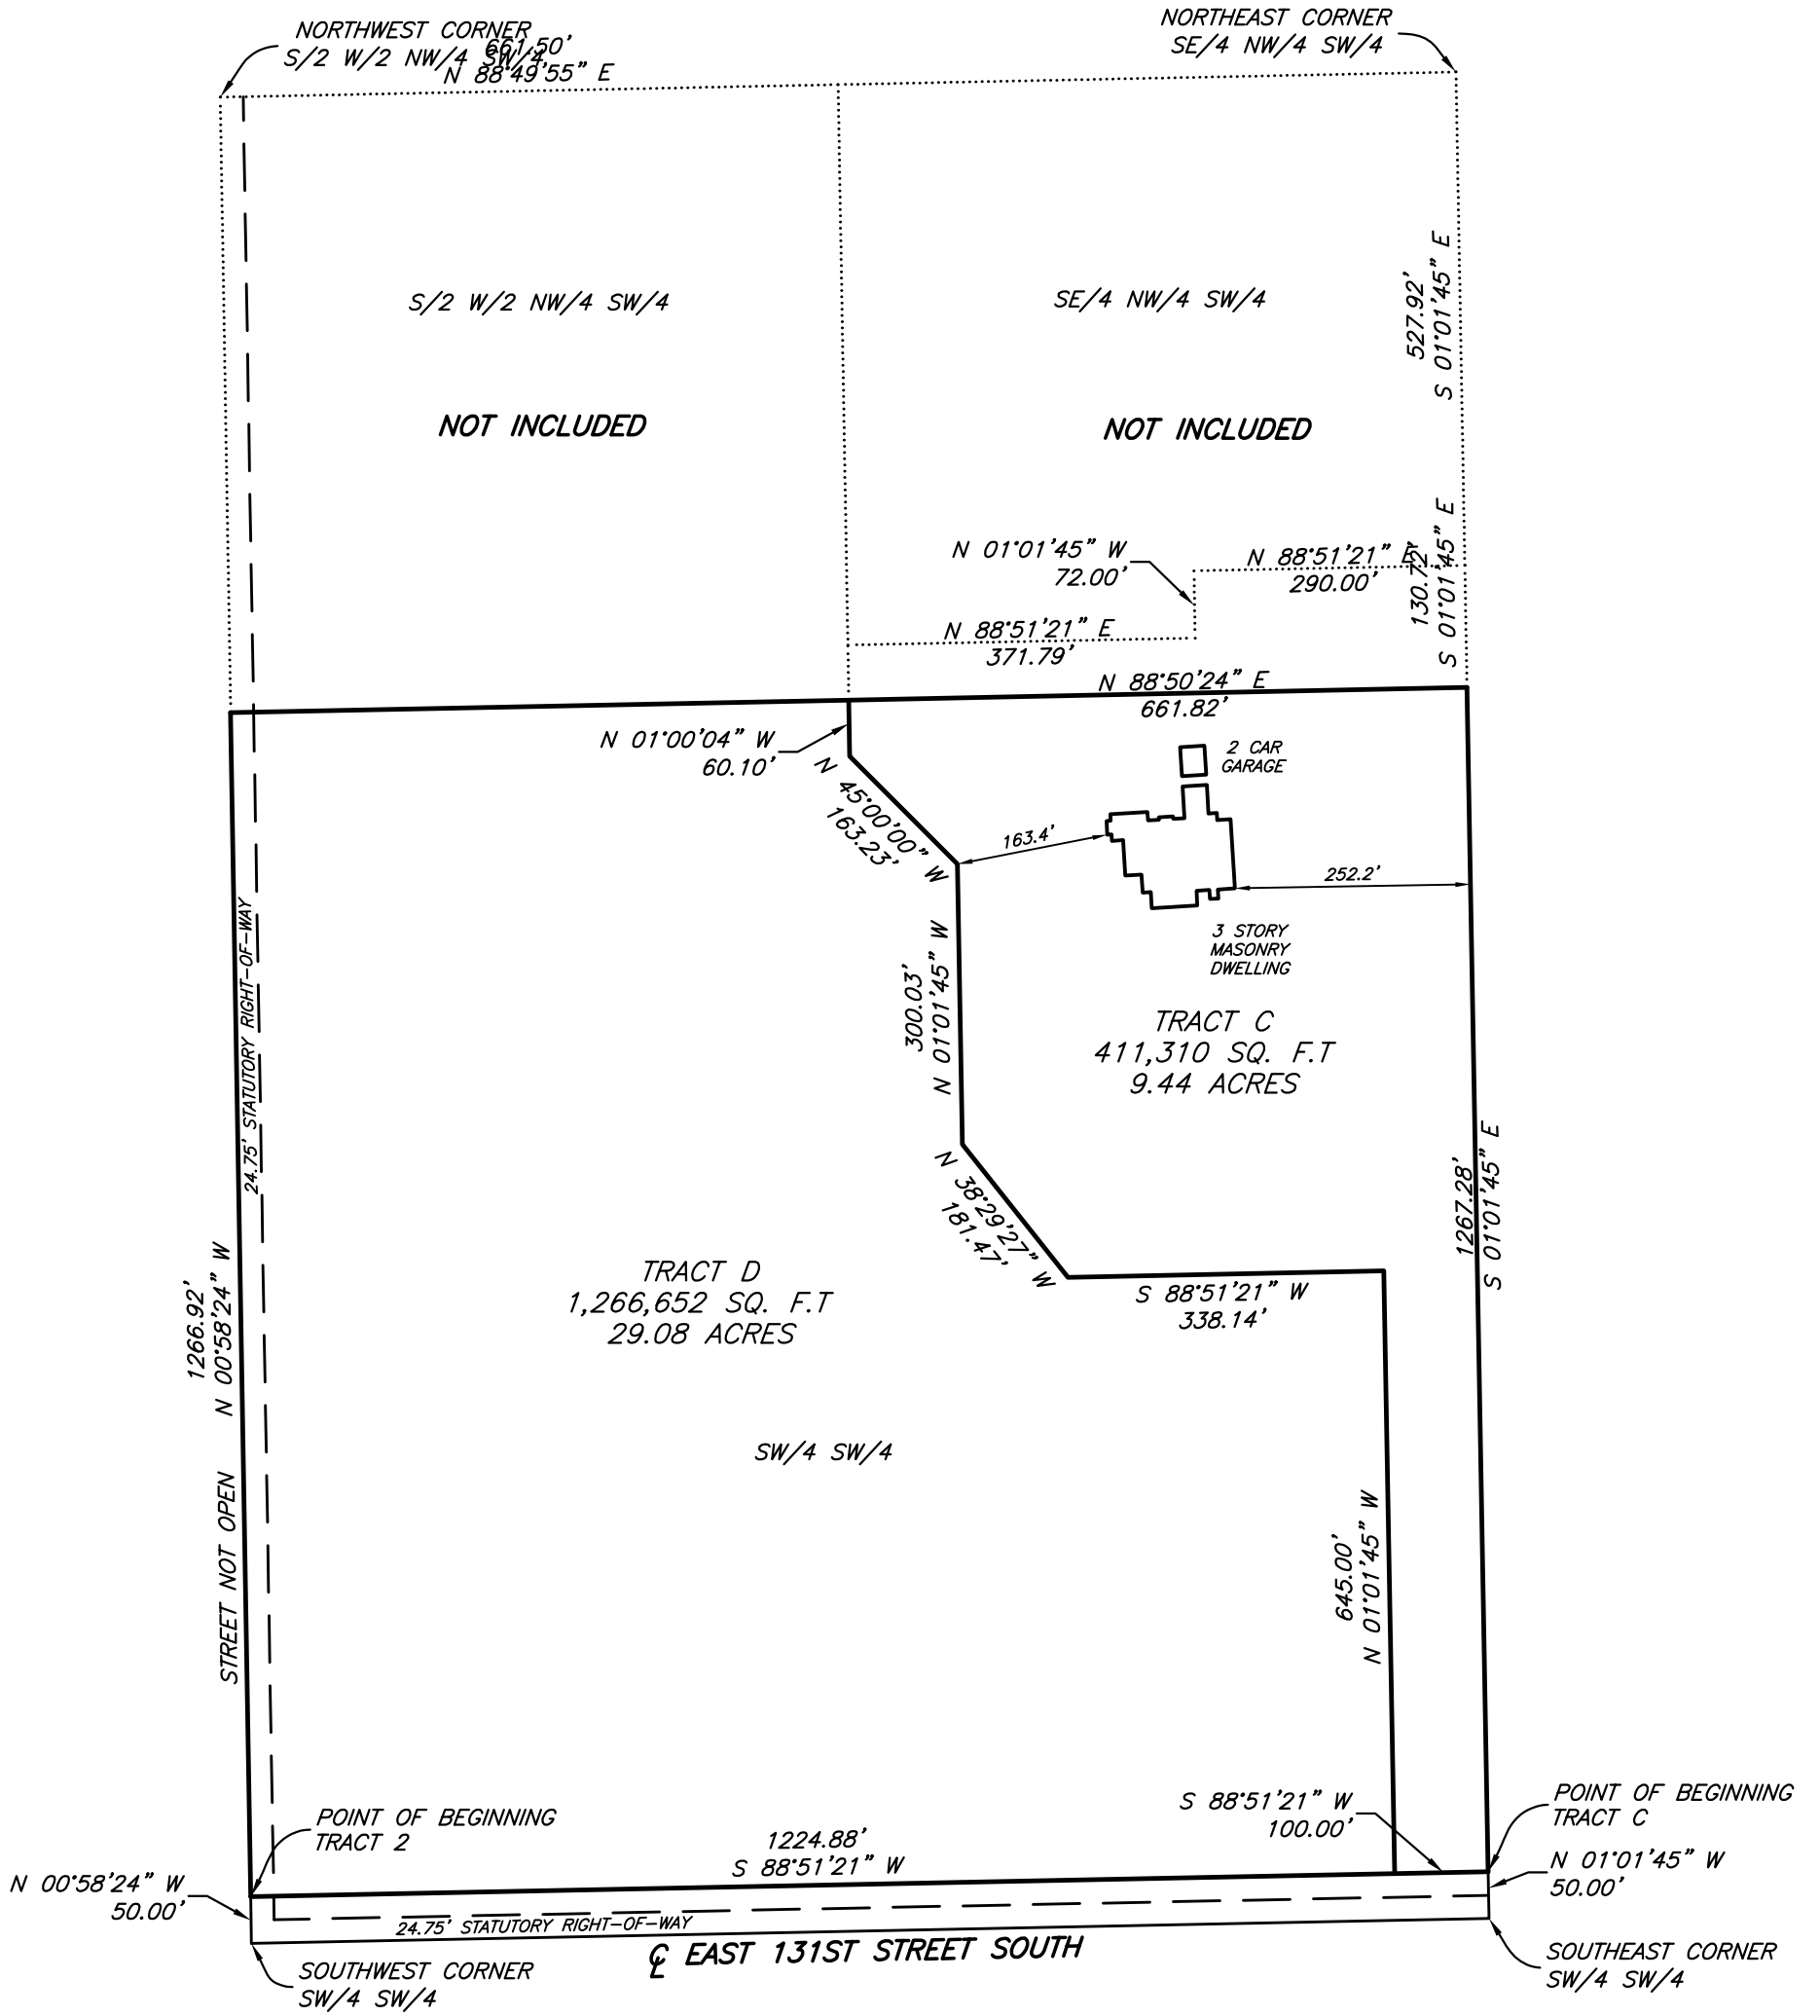 NORTHWEST CORNER
S/2 W/2 NW/4 SW/4
661.50'
N 88°49'55" E
NORTHEAST CORNER
SE/4 NW/4 SW/4
S/2 W/2 NW/4 SW/4
SE/4 NW/4 SW/4
527.92'
S 01°01'45" E
NOT INCLUDED
NOT INCLUDED
N 01°01'45" W
72.00'
N 88°51'21" E
290.00'
130.72'
S 01°01'45" E
N 88°51'21" E
371.79'
N 88°50'24" E
661.82'
N 01°00'04" W
60.10'
2 CAR
GARAGE
N 45°00'00" W
163.23'
163.4'
252.2'
3 STORY
MASONRY
DWELLING
300.03'
N 01°01'45" W
24.75' STATUTORY RIGHT-OF-WAY
TRACT C
411,310 SQ. F.T
9.44 ACRES
1267.28'
S 01°01'45" E
N 38°29'27" W
181.47'
S 88°51'21" W
338.14'
TRACT D
1,266,652 SQ. F.T
29.08 ACRES
1266.92'
N 00°58'24" W
STREET NOT OPEN
SW/4 SW/4
645.00'
N 01°01'45" W
POINT OF BEGINNING
TRACT 2
1224.88'
S 88°51'21" W
S 88°51'21" W
100.00'
POINT OF BEGINNING
TRACT C
N 00°58'24" W
50.00'
N 01°01'45" W
50.00'
24.75' STATUTORY RIGHT-OF-WAY
℄ EAST 131ST STREET SOUTH
SOUTHWEST CORNER
SW/4 SW/4
SOUTHEAST CORNER
SW/4 SW/4